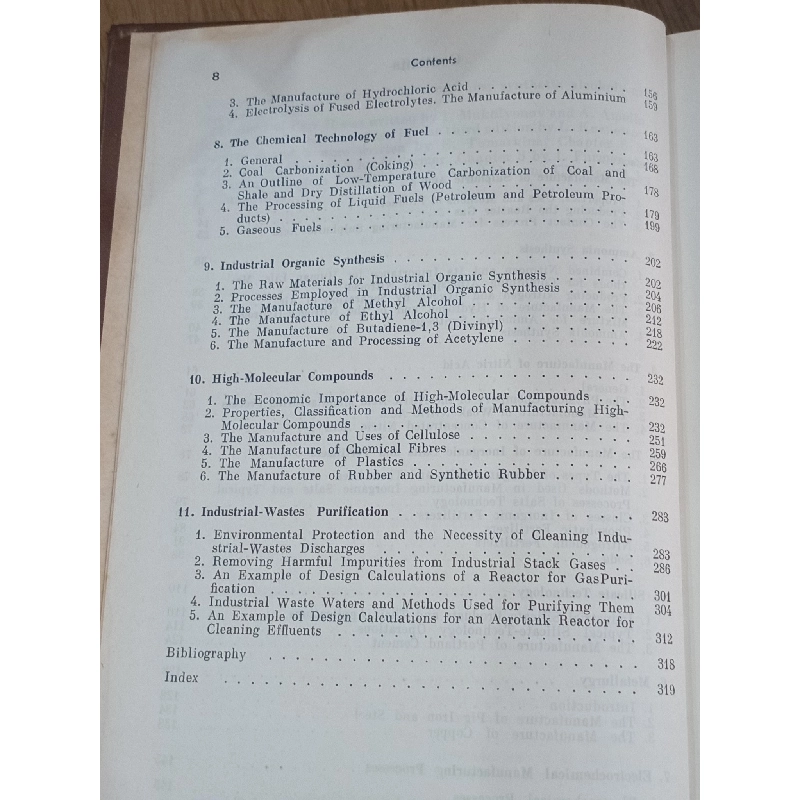 8
Contents
3. The Manufacture of Hydrochloric Acid . . . . . . . . . . 156
4. Electrolysis of Fused Electrolytes. The Manufacture of Aluminium 159
8. The Chemical Technology of Fuel . . . . . . . . . . . . . 163
1. General . . . . . . . . . . . . . . . . . . . . . . 163
2. Coal Carbonization (Coking) . . . . . . . . . . . . . . 168
3. An Outline of Low-Temperature Carbonization of Coal and
Shale and Dry Distillation of Wood . . . . . . . . . . . 178
4. The Processing of Liquid Fuels (Petroleum and Petroleum Pro-
ducts) . . . . . . . . . . . . . . . . . . . . . . 179
5. Gaseous Fuels . . . . . . . . . . . . . . . . . . . . 199
9. Industrial Organic Synthesis . . . . . . . . . . . . . . . 202
1. The Raw Materials for Industrial Organic Synthesis . . . . . . 202
2. Processes Employed in Industrial Organic Synthesis . . . . . 204
3. The Manufacture of Methyl Alcohol . . . . . . . . . . . 206
4. The Manufacture of Ethyl Alcohol . . . . . . . . . . . . 212
5. The Manufacture of Butadiene-1,3 (Divinyl) . . . . . . . . 218
6. The Manufacture and Processing of Acetylene . . . . . . . . 222
10. High-Molecular Compounds . . . . . . . . . . . . . . . 232
1. The Economic Importance of High-Molecular Compounds . . . 232
2. Properties, Classification and Methods of Manufacturing High-
Molecular Compounds . . . . . . . . . . . . . . . . . 232
3. The Manufacture and Uses of Cellulose . . . . . . . . . . 251
4. The Manufacture of Chemical Fibres . . . . . . . . . . . 259
5. The Manufacture of Plastics . . . . . . . . . . . . . . 266
6. The Manufacture of Rubber and Synthetic Rubber . . . . . . 277
11. Industrial-Wastes Purification . . . . . . . . . . . . . . 283
1. Environmental Protection and the Necessity of Cleaning Indu-
strial-Wastes Discharges . . . . . . . . . . . . . . . . 283
2. Removing Harmful Impurities from Industrial Stack Gases . . 286
3. An Example of Design Calculations of a Reactor for GasPuri-
fication . . . . . . . . . . . . . . . . . . . . . . 301
4. Industrial Waste Waters and Methods Used for Purifying Them 304
5. An Example of Design Calculations for an Aerotank Reactor for
Cleaning Effluents . . . . . . . . . . . . . . . . . . 312
Bibliography . . . . . . . . . . . . . . . . . . . . . . 318
Index . . . . . . . . . . . . . . . . . . . . . . . . . 319